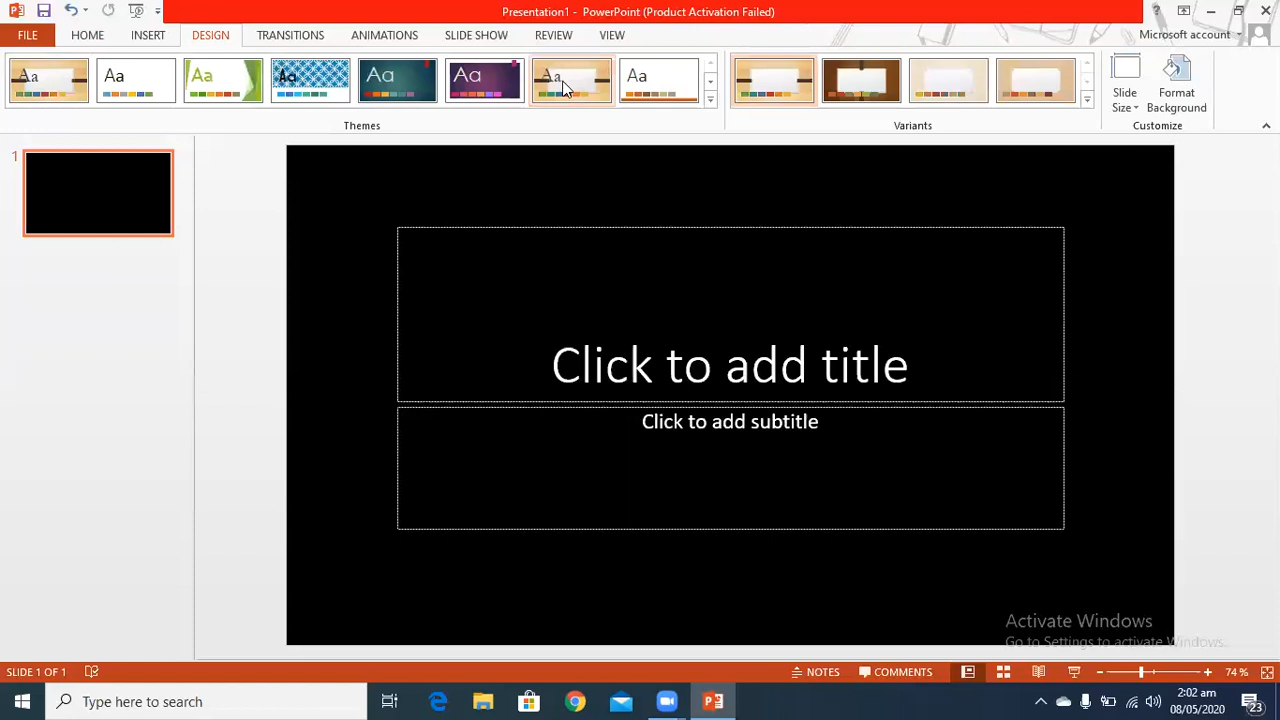 Presentation1 - PowerPoint (Product Activation Failed)
?
FILE HOME INSERT DESIGN TRANSITIONS ANIMATIONS SLIDE SHOW REVIEW VIEW Microsoft account
Aa Aa Aa Aa Aa Aa Aa Aa
Slide Size
Format Background
Themes Variants Customize
1
Click to add title
Click to add subtitle
Activate Windows
Go to Settings to activate Windows.
SLIDE 1 OF 1 NOTES COMMENTS 74 %
Type here to search
2:02 am
08/05/2020
23